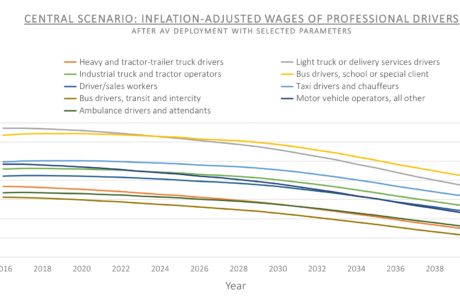 CENTRAL SCENARIO: INFLATION-ADJUSTED WAGES OF PROFESSIONAL DRIVERS
AFTER AV DEPLOYMENT WITH SELECTED PARAMETERS
Heavy and tractor-trailer truck drivers
Light truck or delivery services drivers
Industrial truck and tractor operators
Bus drivers, school or special client
Driver/sales workers
Taxi drivers and chauffeurs
Bus drivers, transit and intercity
Motor vehicle operators, all other
Ambulance drivers and attendants
016 2018 2020 2022 2024 2026 2028 2030 2032 2034 2036 2038
Year